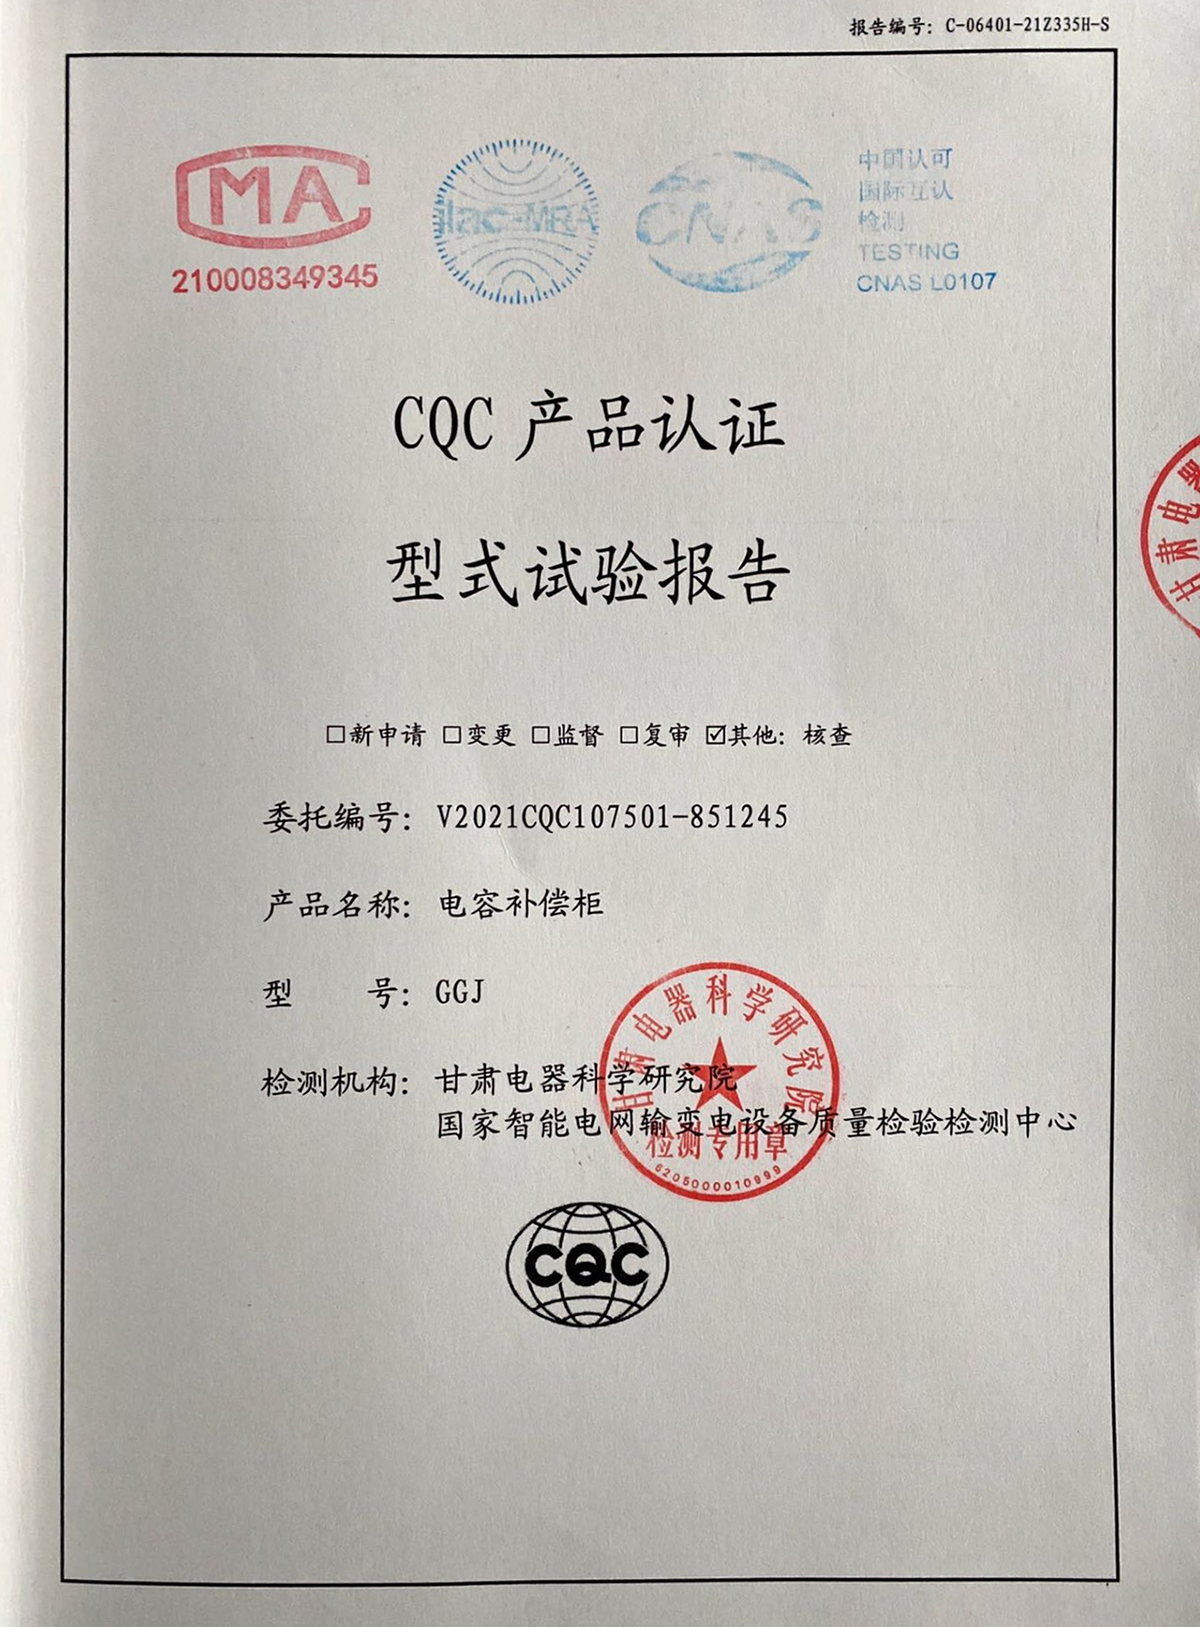 报告编号：C-06401-21Z335H-S
CMA
210008349345
ilac-MRA
CNAS
中国认可
国际互认
检测
TESTING
CNAS L0107
CQC 产品认证
型式试验报告
□新申请 □变更 □监督 □复审 ☑其他：核查
委托编号：V2021CQC107501-851245
产品名称：电容补偿柜
型 号：GGJ
检测机构：甘肃电器科学研究院
国家智能电网输变电设备质量检验检测中心
甘肃电器科学研究院
检测专用章
6205000010999
CQC
甘肃电器